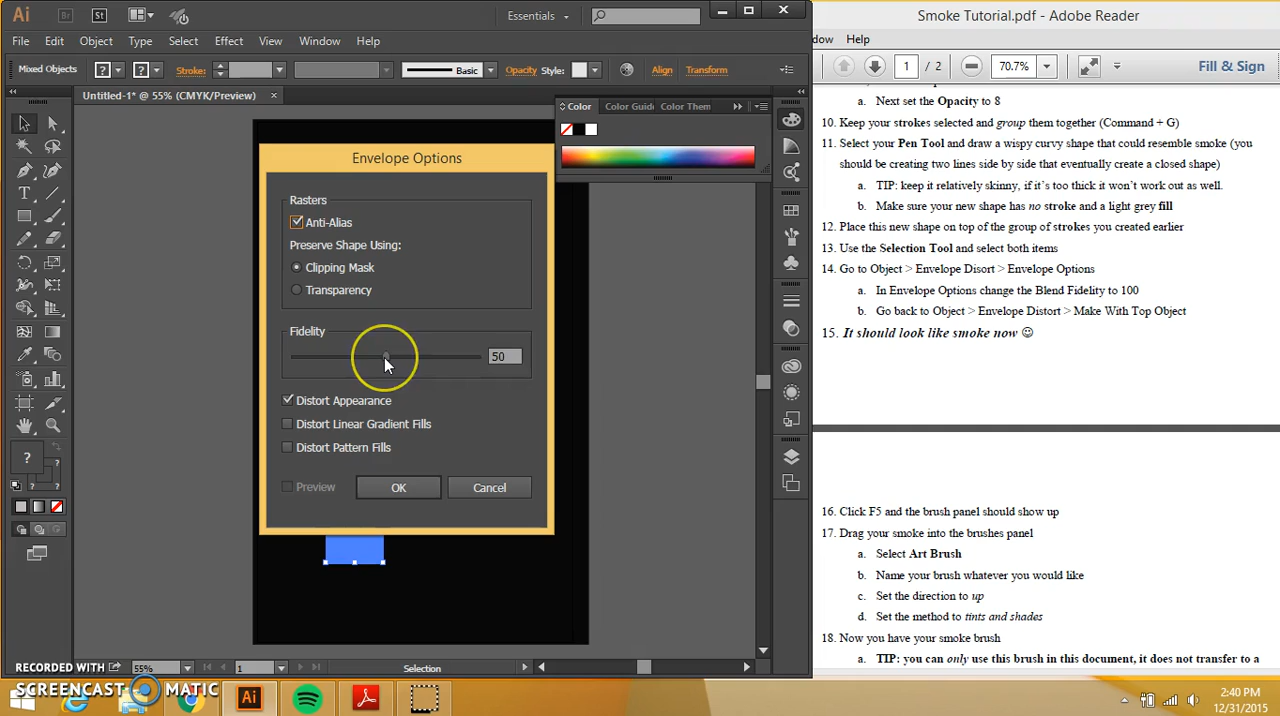 Ai Br St Essentials
Smoke Tutorial.pdf - Adobe Reader
File Edit Object Type Select Effect View Window Help
dow Help
Mixed Objects ? ? Stroke: Basic Opacity Style: Align Transform
1 / 2 70.7% Fill & Sign
Untitled-1* @ 55% (CMYK/Preview) ×
Color Color Guid Color Them
a. Next set the Opacity to 8
10. Keep your strokes selected and group them together (Command + G)
11. Select your Pen Tool and draw a wispy curvy shape that could resemble smoke (you
should be creating two lines side by side that eventually create a closed shape)
a. TIP: keep it relatively skinny, if it's too thick it won't work out as well.
b. Make sure your new shape has no stroke and a light grey fill
12. Place this new shape on top of the group of strokes you created earlier
13. Use the Selection Tool and select both items
14. Go to Object > Envelope Disort > Envelope Options
a. In Envelope Options change the Blend Fidelity to 100
b. Go back to Object > Envelope Distort > Make With Top Object
15. It should look like smoke now ☺
16. Click F5 and the brush panel should show up
17. Drag your smoke into the brushes panel
a. Select Art Brush
b. Name your brush whatever you would like
c. Set the direction to up
d. Set the method to tints and shades
18. Now you have your smoke brush
a. TIP: you can only use this brush in this document, it does not transfer to a
Envelope Options
Rasters
Anti-Alias
Preserve Shape Using:
Clipping Mask
Transparency
Fidelity
50
Distort Appearance
Distort Linear Gradient Fills
Distort Pattern Fills
Preview OK Cancel
? ? ? ?
RECORDED WITH
55% 1 Selection
SCREENCAST MATIC
Ai
2:40 PM
12/31/2015